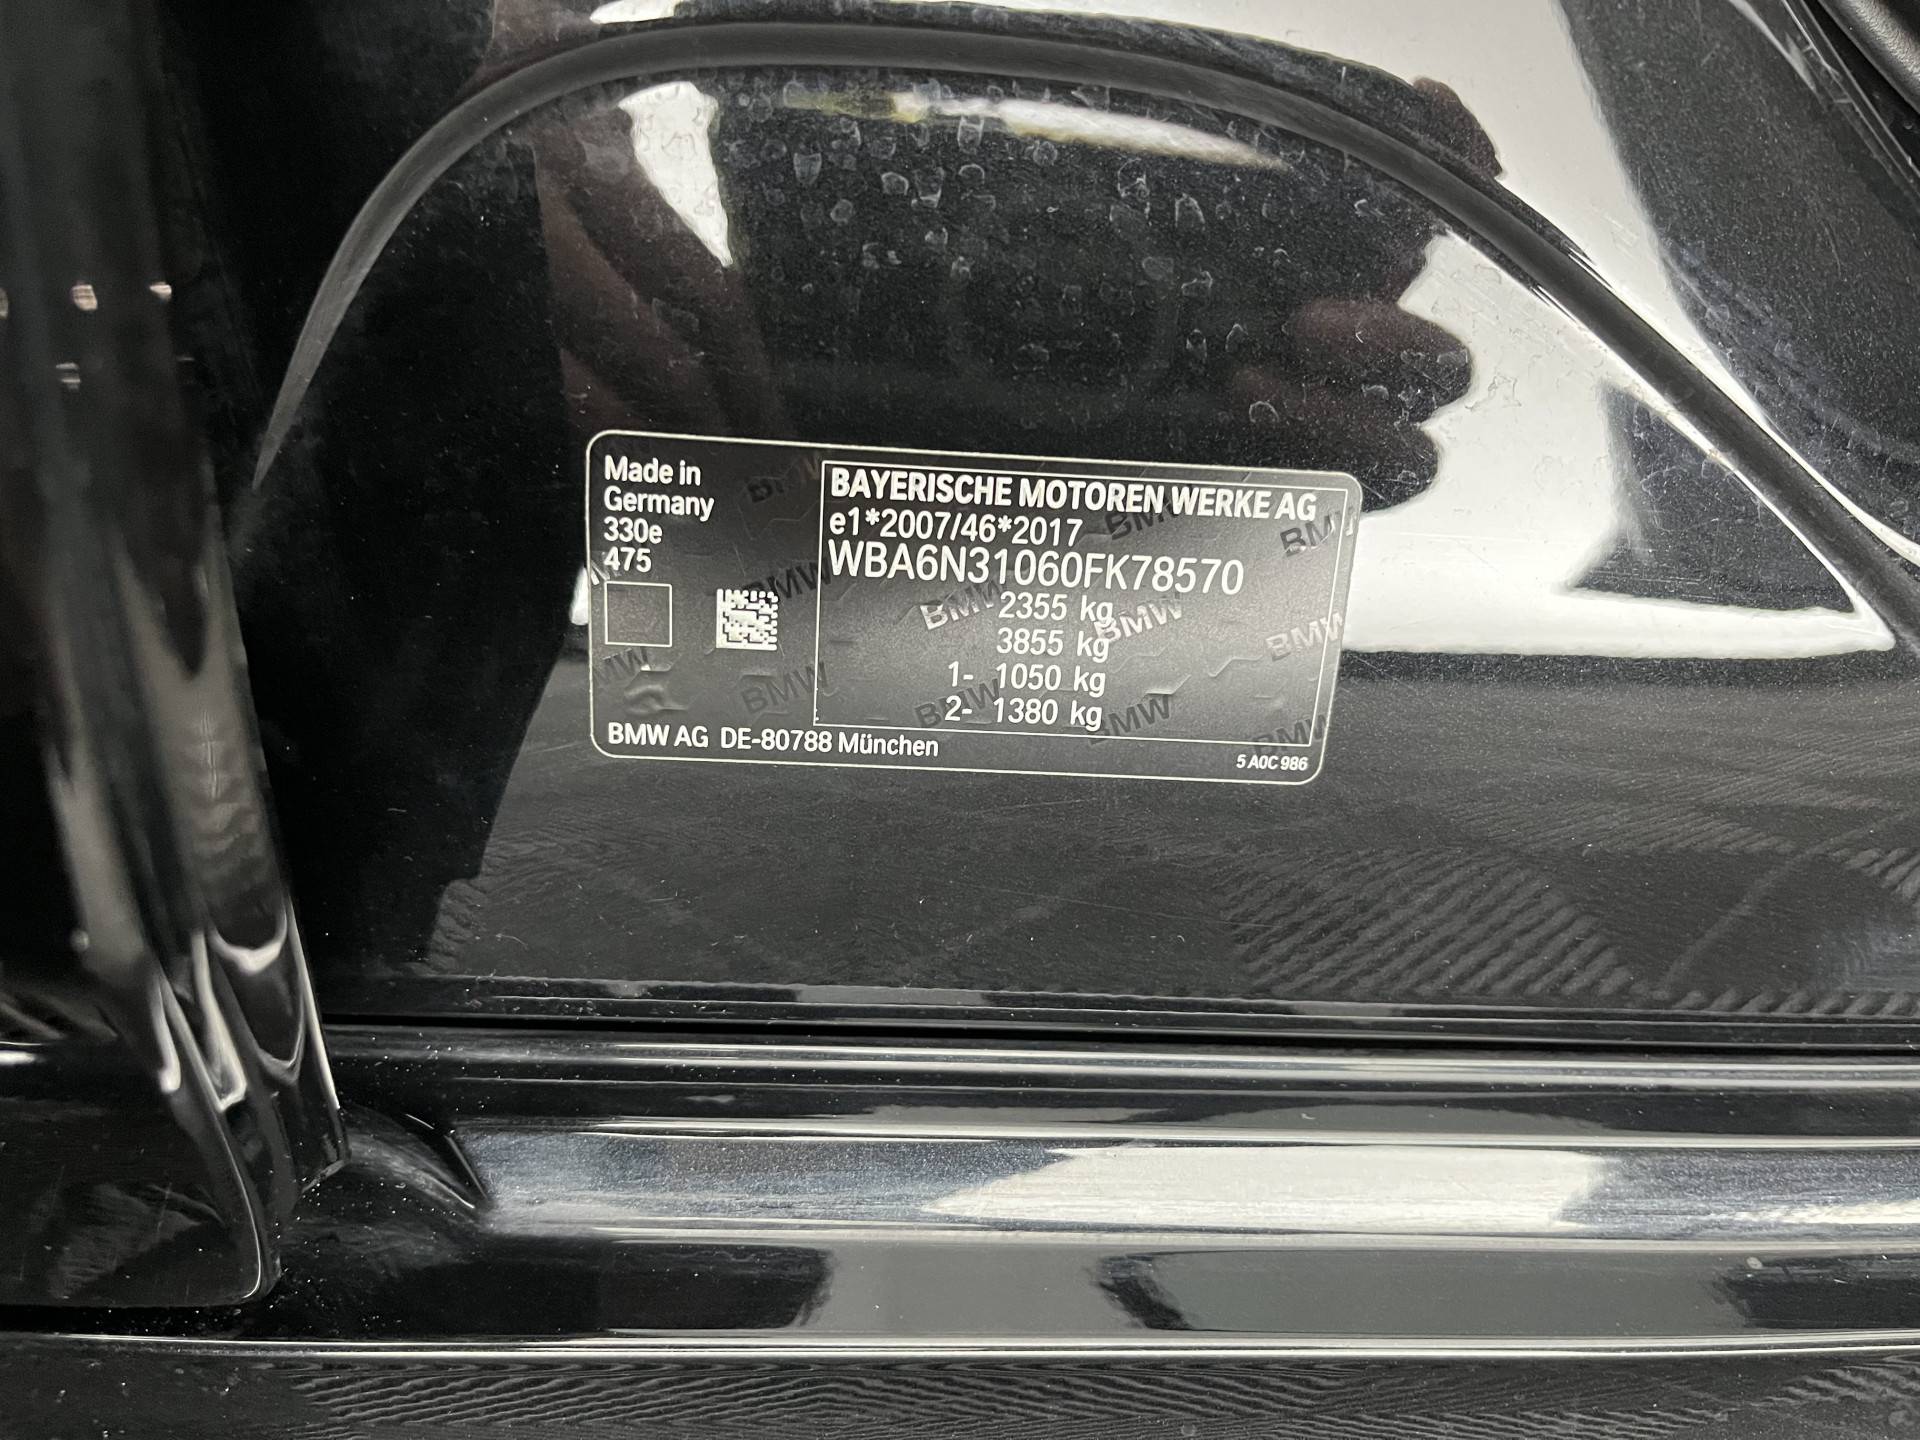 Made in
Germany
330e
475
BAYERISCHE MOTOREN WERKE AG
e1*2007/46*2017
WBA6N31060FK78570
2355 kg
3855 kg
1- 1050 kg
2- 1380 kg
BMW AG DE-80788 München
5 A0C 986